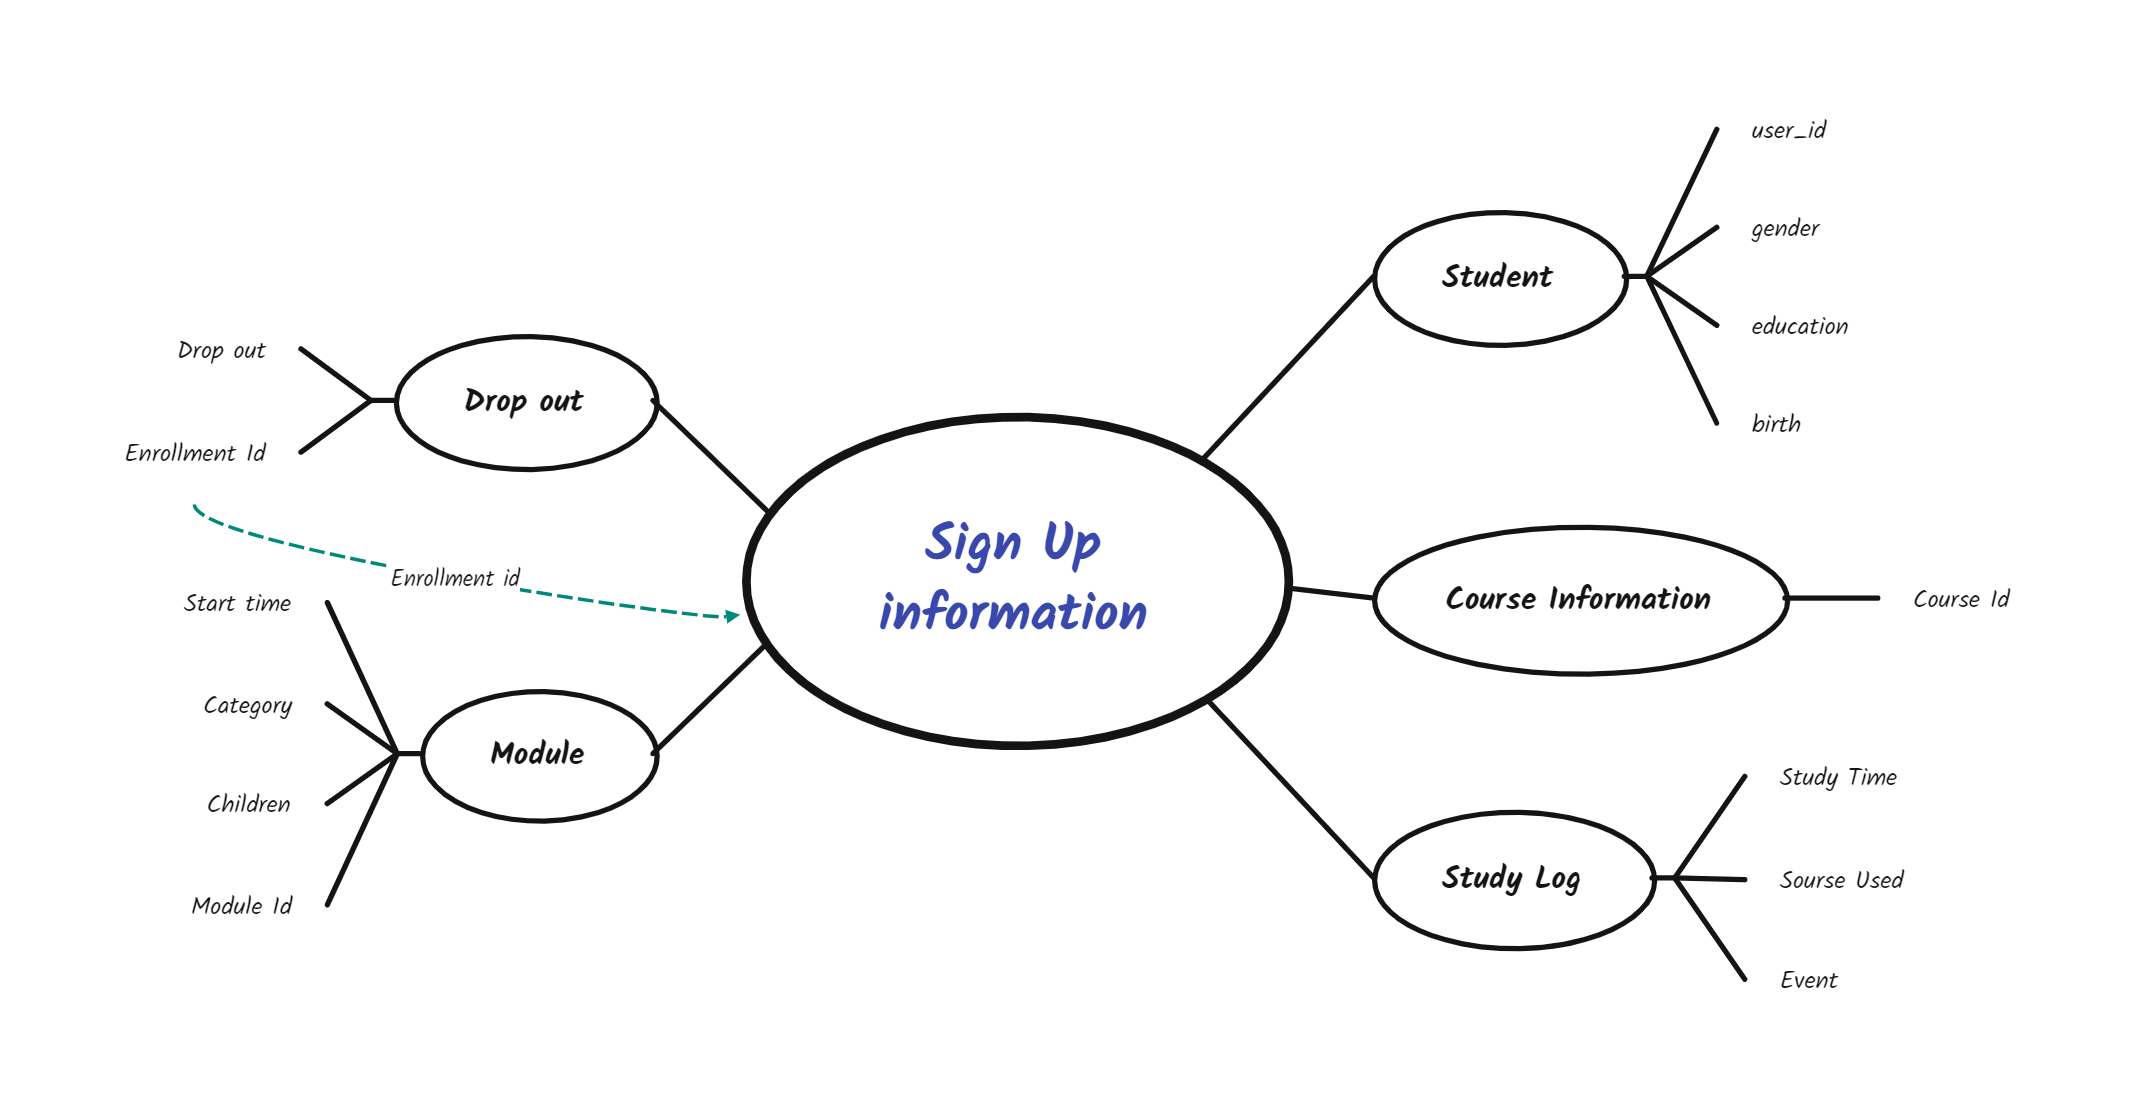 Sign Up
information
Student
user_id
gender
education
birth
Course Information
Course Id
Study Log
Study Time
Sourse Used
Event
Drop out
Drop out
Enrollment Id
Enrollment id
Module
Start time
Category
Children
Module Id